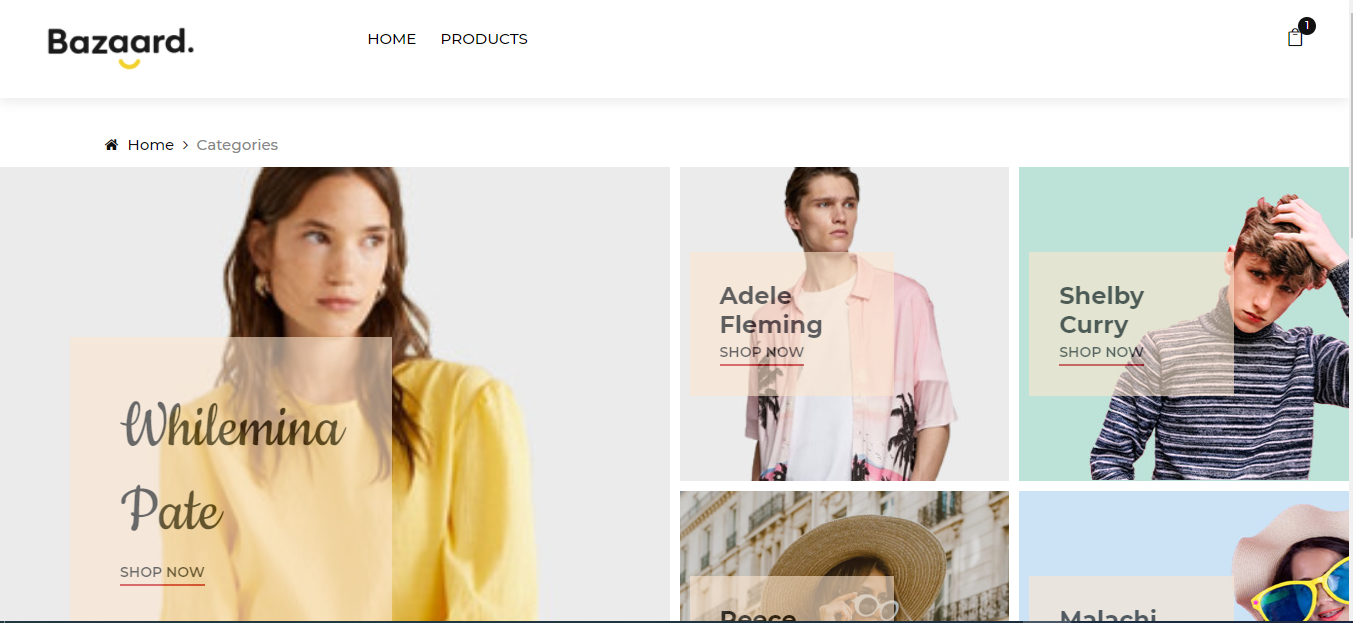 Bazaard.
HOME PRODUCTS
1
Home > Categories
Whilemina
Pate
SHOP NOW
Adele
Fleming
SHOP NOW
Shelby
Curry
SHOP NOW
Reece
Malachi